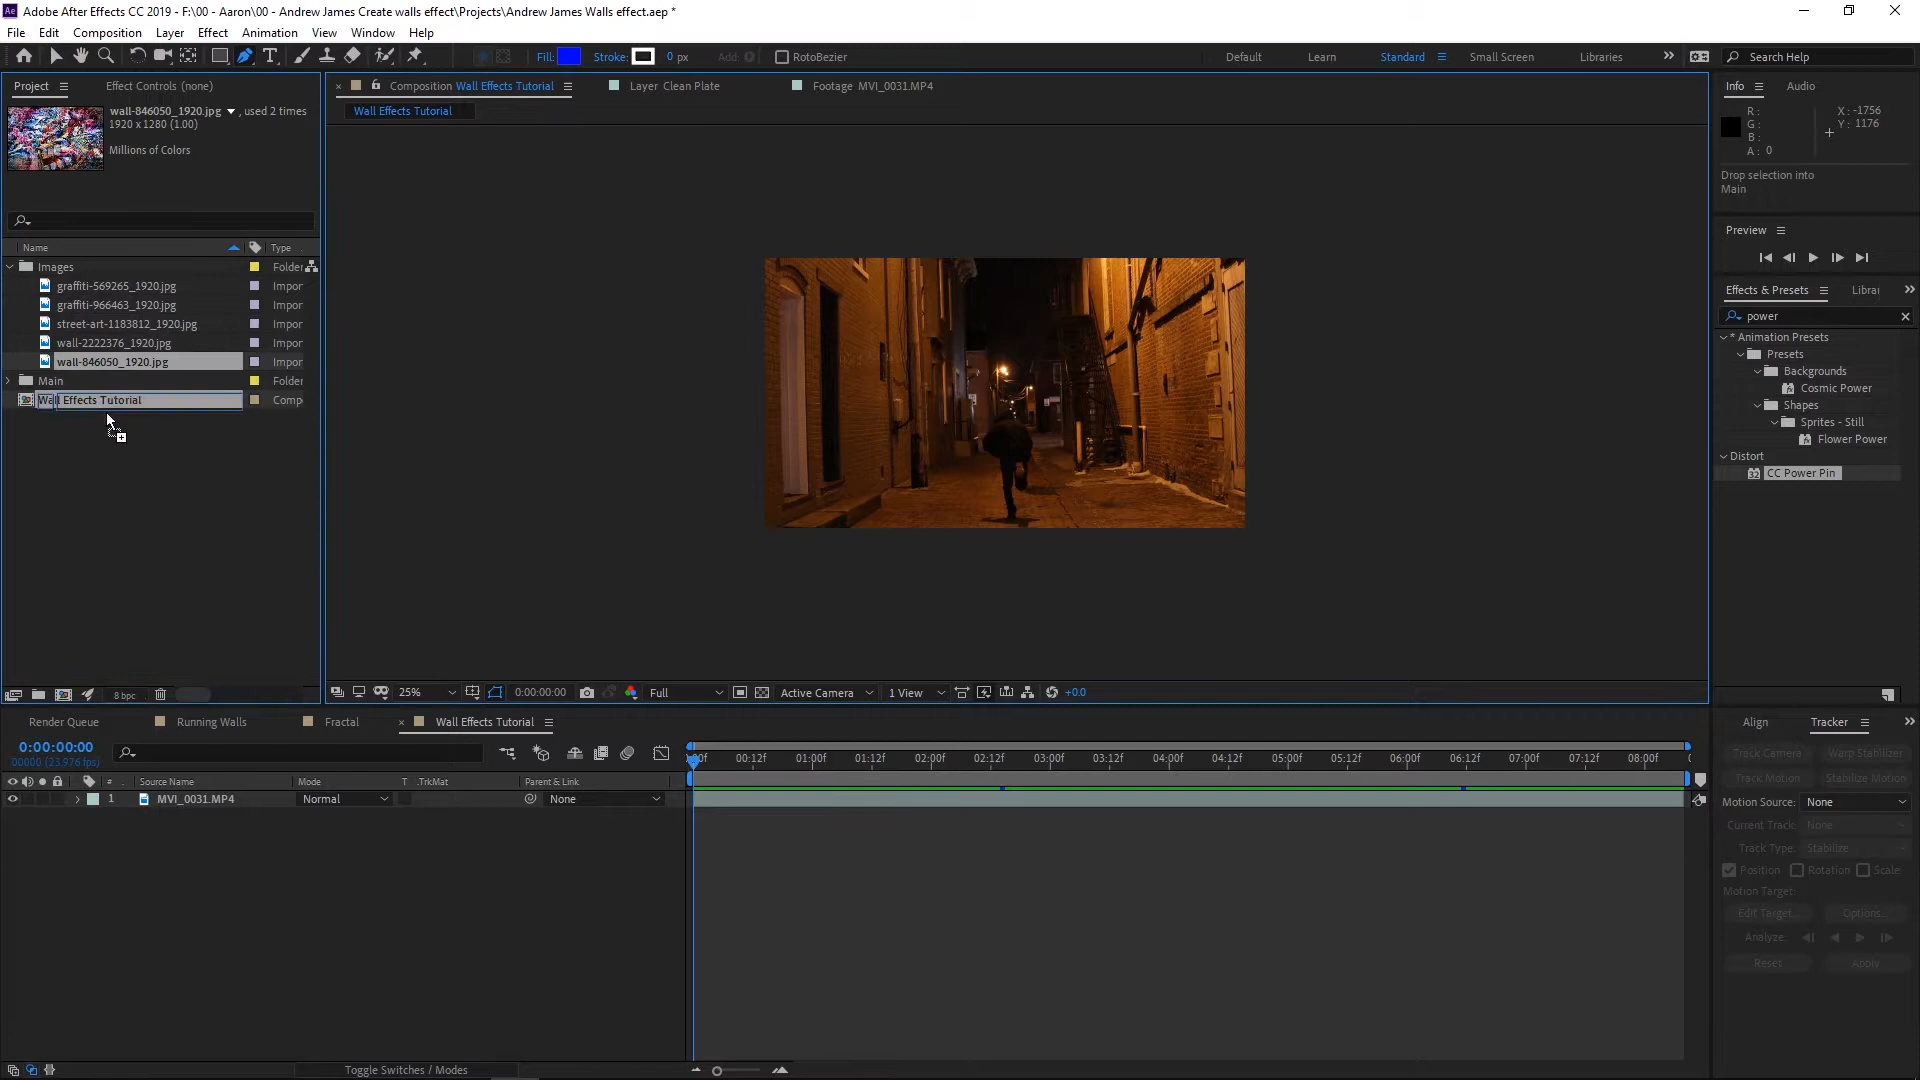 Adobe After Effects CC 2019 - F:\00 - Aaron\00 - Andrew James Create walls effect\Projects\Andrew James Walls effect.aep *
File Edit Composition Layer Effect Animation View Window Help
Fill: Stroke: 0 px Add: RotoBezier Default Learn Standard Small Screen Libraries Search Help
Project Effect Controls (none)
wall-846050_1920.jpg , used 2 times
1920 x 1280 (1.00)
Millions of Colors
Name Type
Images Folder
graffiti-569265_1920.jpg Impor
graffiti-966463_1920.jpg Impor
street-art-1183812_1920.jpg Impor
wall-2222376_1920.jpg Impor
wall-846050_1920.jpg Impor
Main Folder
Wall Effects Tutorial Comp
8 bpc
Composition Wall Effects Tutorial Layer Clean Plate Footage MVI_0031.MP4
Wall Effects Tutorial
25% 0:00:00:00 Full Active Camera 1 View +0.0
Info Audio
R: X: -1756
G: Y: 1176
B:
A: 0
Drop selection into
Main
Preview
Effects & Presets Librar
power
* Animation Presets
Presets
Backgrounds
Cosmic Power
Shapes
Sprites - Still
Flower Power
Distort
32 CC Power Pin
Render Queue Running Walls Fractal Wall Effects Tutorial
0:00:00:00
00000 (23.976 fps)
00:12f 01:00f 01:12f 02:00f 02:12f 03:00f 03:12f 04:00f 04:12f 05:00f 05:12f 06:00f 06:12f 07:00f 07:12f 08:00f
# Source Name Mode T .TrkMat Parent & Link
1 MVI_0031.MP4 Normal None
Toggle Switches / Modes
Align Tracker
Track Camera Warp Stabilizer
Track Motion Stabilize Motion
Motion Source: None
Current Track: None
Track Type: Stabilize
Position Rotation Scale
Motion Target:
Edit Target... Options...
Analyze:
Reset Apply